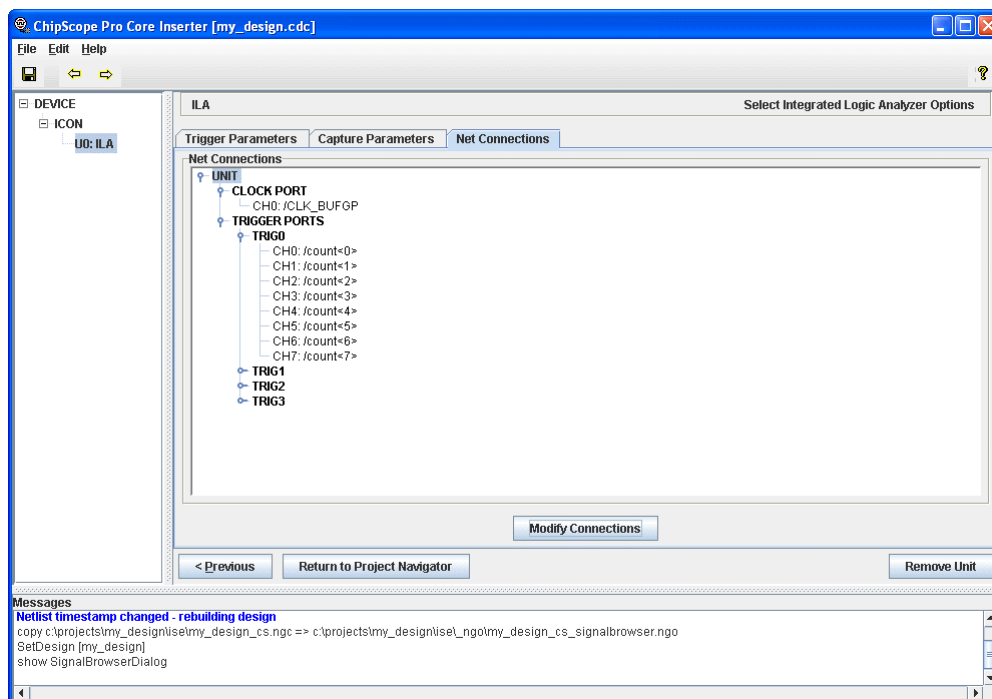 ChipScope Pro Core Inserter [my_design.cdc]
File Edit Help
?
DEVICE
ICON
U0: ILA
ILA
Select Integrated Logic Analyzer Options
Trigger Parameters Capture Parameters Net Connections
Net Connections
UNIT
CLOCK PORT
CH0: /CLK_BUFGP
TRIGGER PORTS
TRIG0
CH0: /count<0>
CH1: /count<1>
CH2: /count<2>
CH3: /count<3>
CH4: /count<4>
CH5: /count<5>
CH6: /count<6>
CH7: /count<7>
TRIG1
TRIG2
TRIG3
Modify Connections
< Previous Return to Project Navigator Remove Unit
Messages
Netlist timestamp changed - rebuilding design
copy c:\projects\my_design\ise\my_design_cs.ngc => c:\projects\my_design\ise\_ngo\my_design_cs_signalbrowser.ngo
SetDesign [my_design]
show SignalBrowserDialog